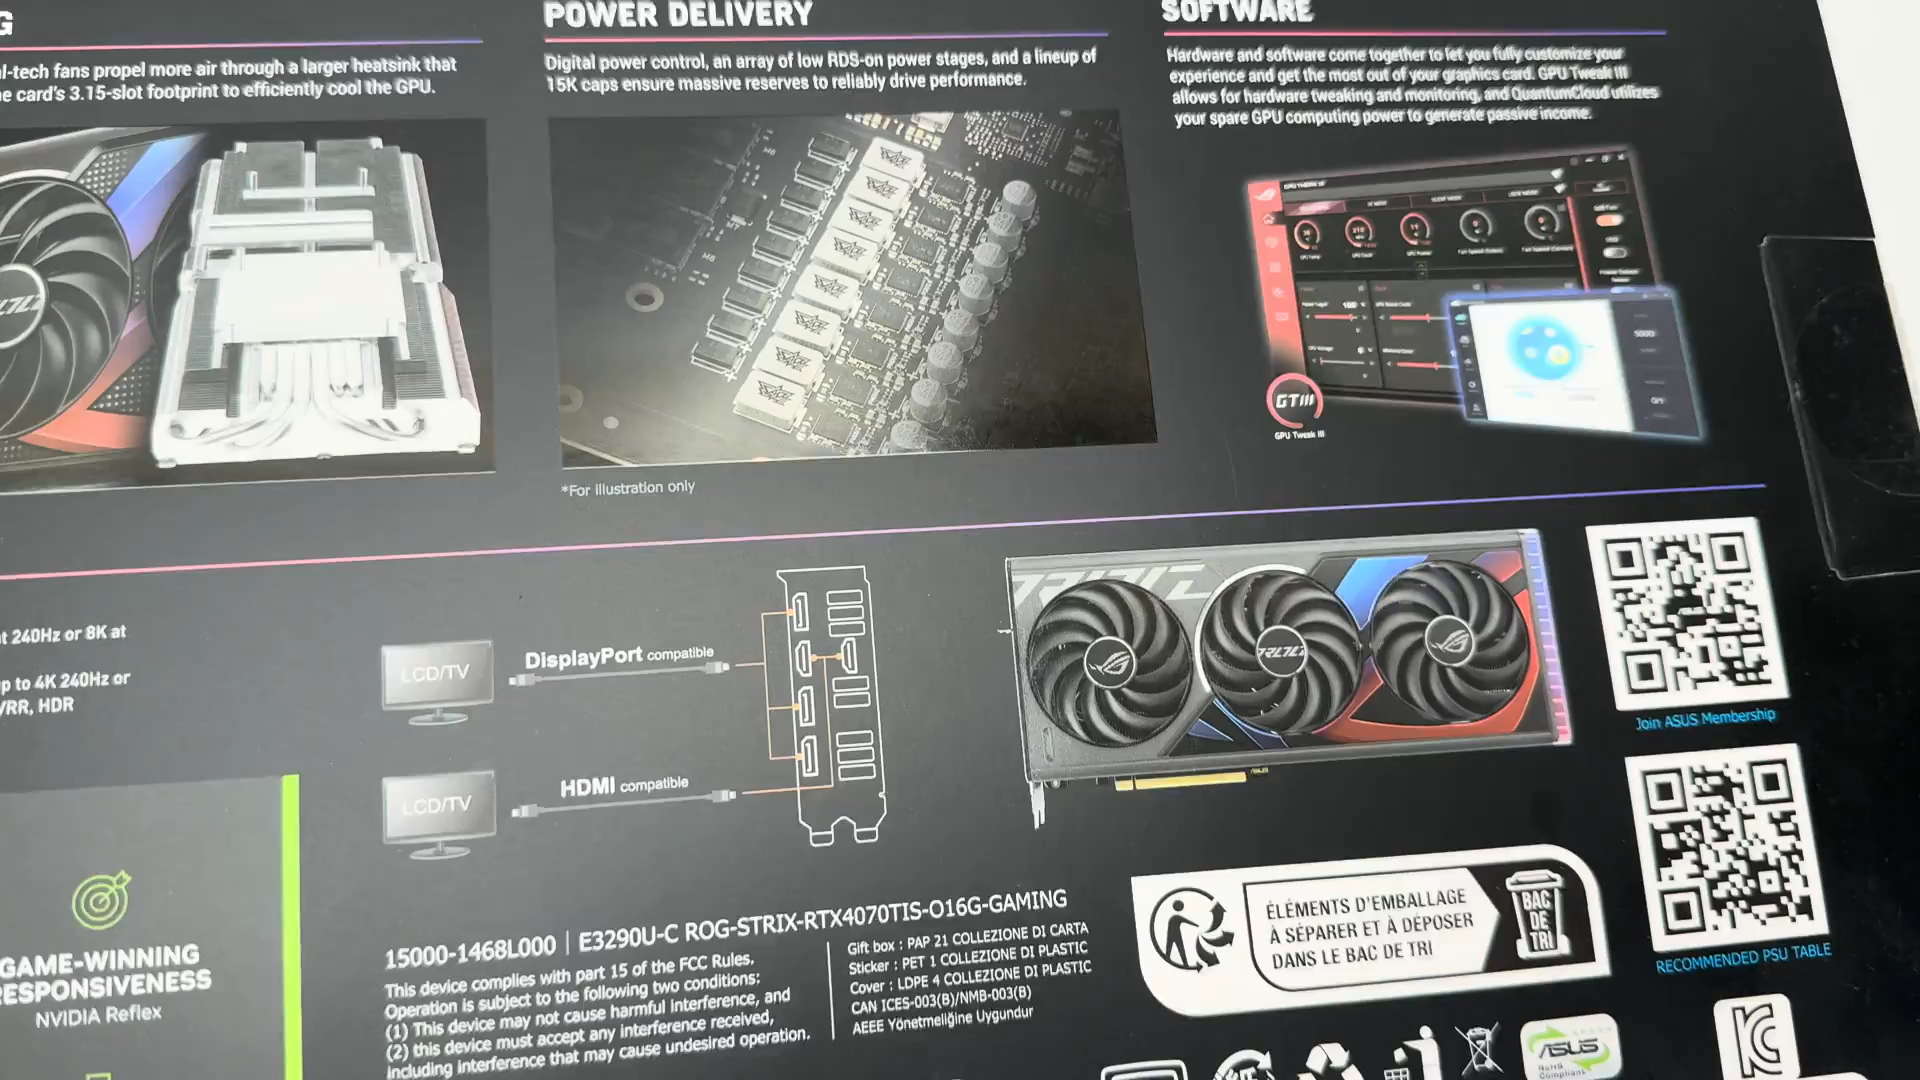 G
l-tech fans propel more air through a larger heatsink that
e card's 3.15-slot footprint to efficiently cool the GPU.
POWER DELIVERY
Digital power control, an array of low RDS-on power stages, and a lineup of
15K caps ensure massive reserves to reliably drive performance.
*For illustration only
SOFTWARE
Hardware and software come together to let you fully customize your
experience and get the most out of your graphics card. GPU Tweak III
allows for hardware tweaking and monitoring, and QuantumCloud utilizes
your spare GPU computing power to generate passive income.
GTIII
GPU Tweak III
t 240Hz or 8K at
p to 4K 240Hz or
VRR, HDR
LCD/TV
DisplayPort compatible
LCD/TV
HDMI compatible
Join ASUS Membership
RECOMMENDED PSU TABLE
GAME-WINNING
RESPONSIVENESS
NVIDIA Reflex
15000-1468L000 | E3290U-C ROG-STRIX-RTX4070TIS-O16G-GAMING
This device complies with part 15 of the FCC Rules.
Operation is subject to the following two conditions:
(1) This device may not cause harmful interference, and
(2) this device must accept any interference received,
including interference that may cause undesired operation.
Gift box : PAP 21 COLLEZIONE DI CARTA
Sticker : PET 1 COLLEZIONE DI PLASTIC
Cover : LDPE 4 COLLEZIONE DI PLASTIC
CAN ICES-003(B)/NMB-003(B)
AEEE Yönetmeliğine Uygundur
ÉLÉMENTS D'EMBALLAGE
À SÉPARER ET À DÉPOSER
DANS LE BAC DE TRI
BAC
DE
TRI
ASUS
RoHS
Compliant